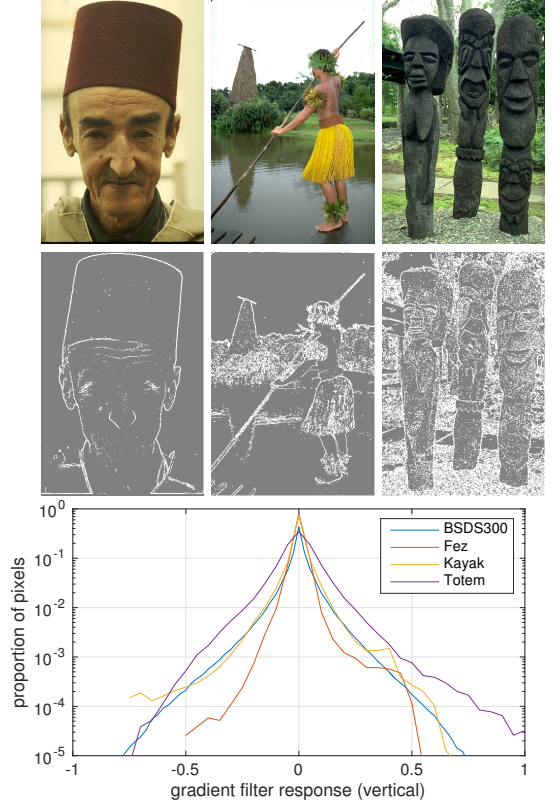 10^0
10^-1
10^-2
10^-3
10^-4
10^-5
proportion of pixels
BSDS300
Fez
Kayak
Totem
-1 -0.5 0 0.5 1
gradient filter response (vertical)